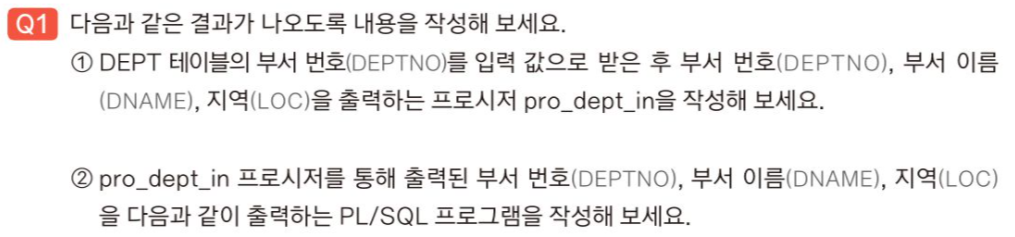 Q1 다음과 같은 결과가 나오도록 내용을 작성해 보세요.
① DEPT 테이블의 부서 번호(DEPTNO)를 입력 값으로 받은 후 부서 번호(DEPTNO), 부서 이름
(DNAME), 지역(LOC)을 출력하는 프로시저 pro_dept_in을 작성해 보세요.
② pro_dept_in 프로시저를 통해 출력된 부서 번호(DEPTNO), 부서 이름(DNAME), 지역(LOC)
을 다음과 같이 출력하는 PL/SQL 프로그램을 작성해 보세요.